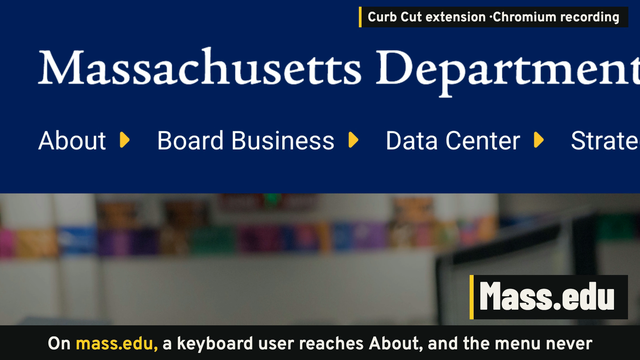 Curb Cut extension ·Chromium recording
Massachusetts Department
About
Board Business
Data Center
Strate
Mass.edu
On mass.edu, a keyboard user reaches About, and the menu never